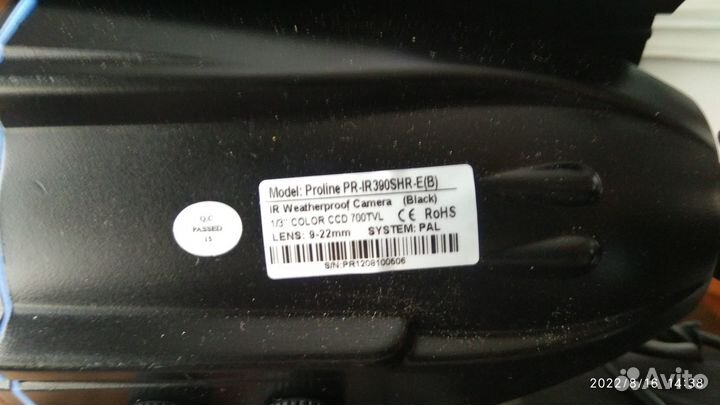 Model: Proline PR-IR390SHR-E(B)
IR Weatherproof Camera (Black)
1/3" COLOR CCD 700TVL CE RoHS
LENS: 9-22mm SYSTEM: PAL
S/N:PR1208100606
Q.C
PASSED
15
2022/8/16 14:38
Avito